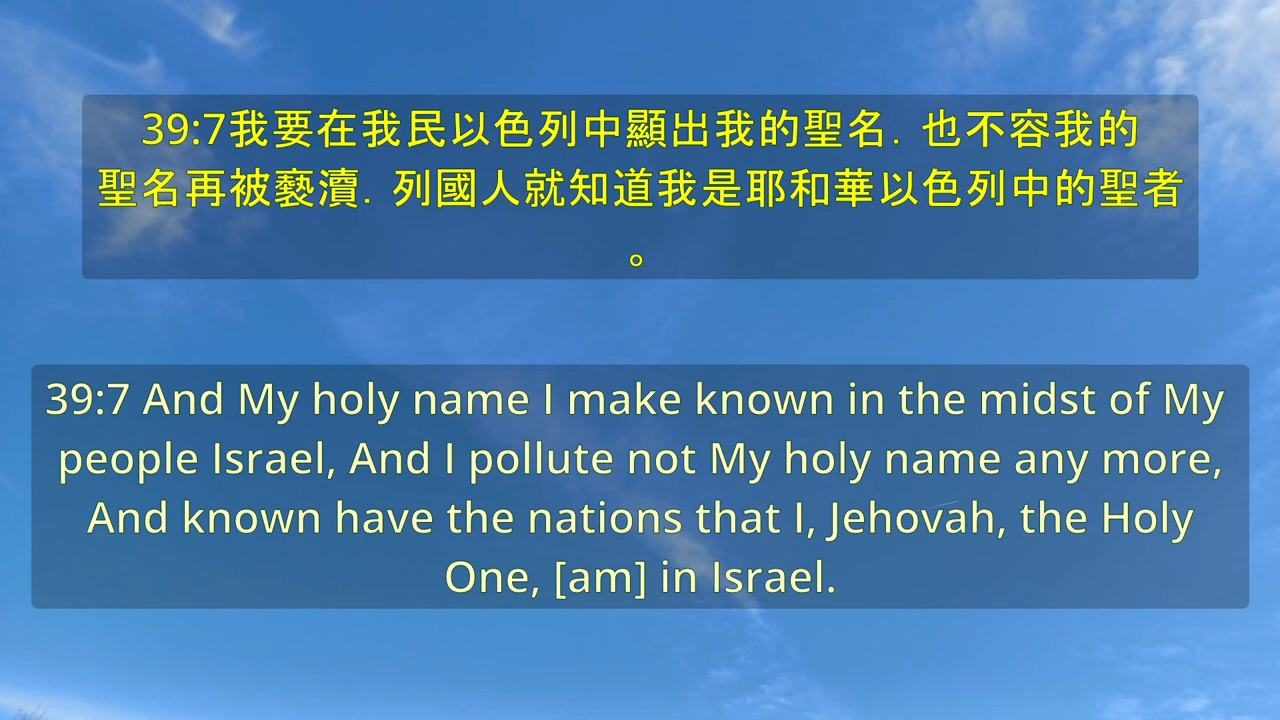 39:7我要在我民以色列中顯出我的聖名．也不容我的
聖名再被褻瀆．列國人就知道我是耶和華以色列中的聖者
。
39:7 And My holy name I make known in the midst of My
people Israel, And I pollute not My holy name any more,
And known have the nations that I, Jehovah, the Holy
One, [am] in Israel.